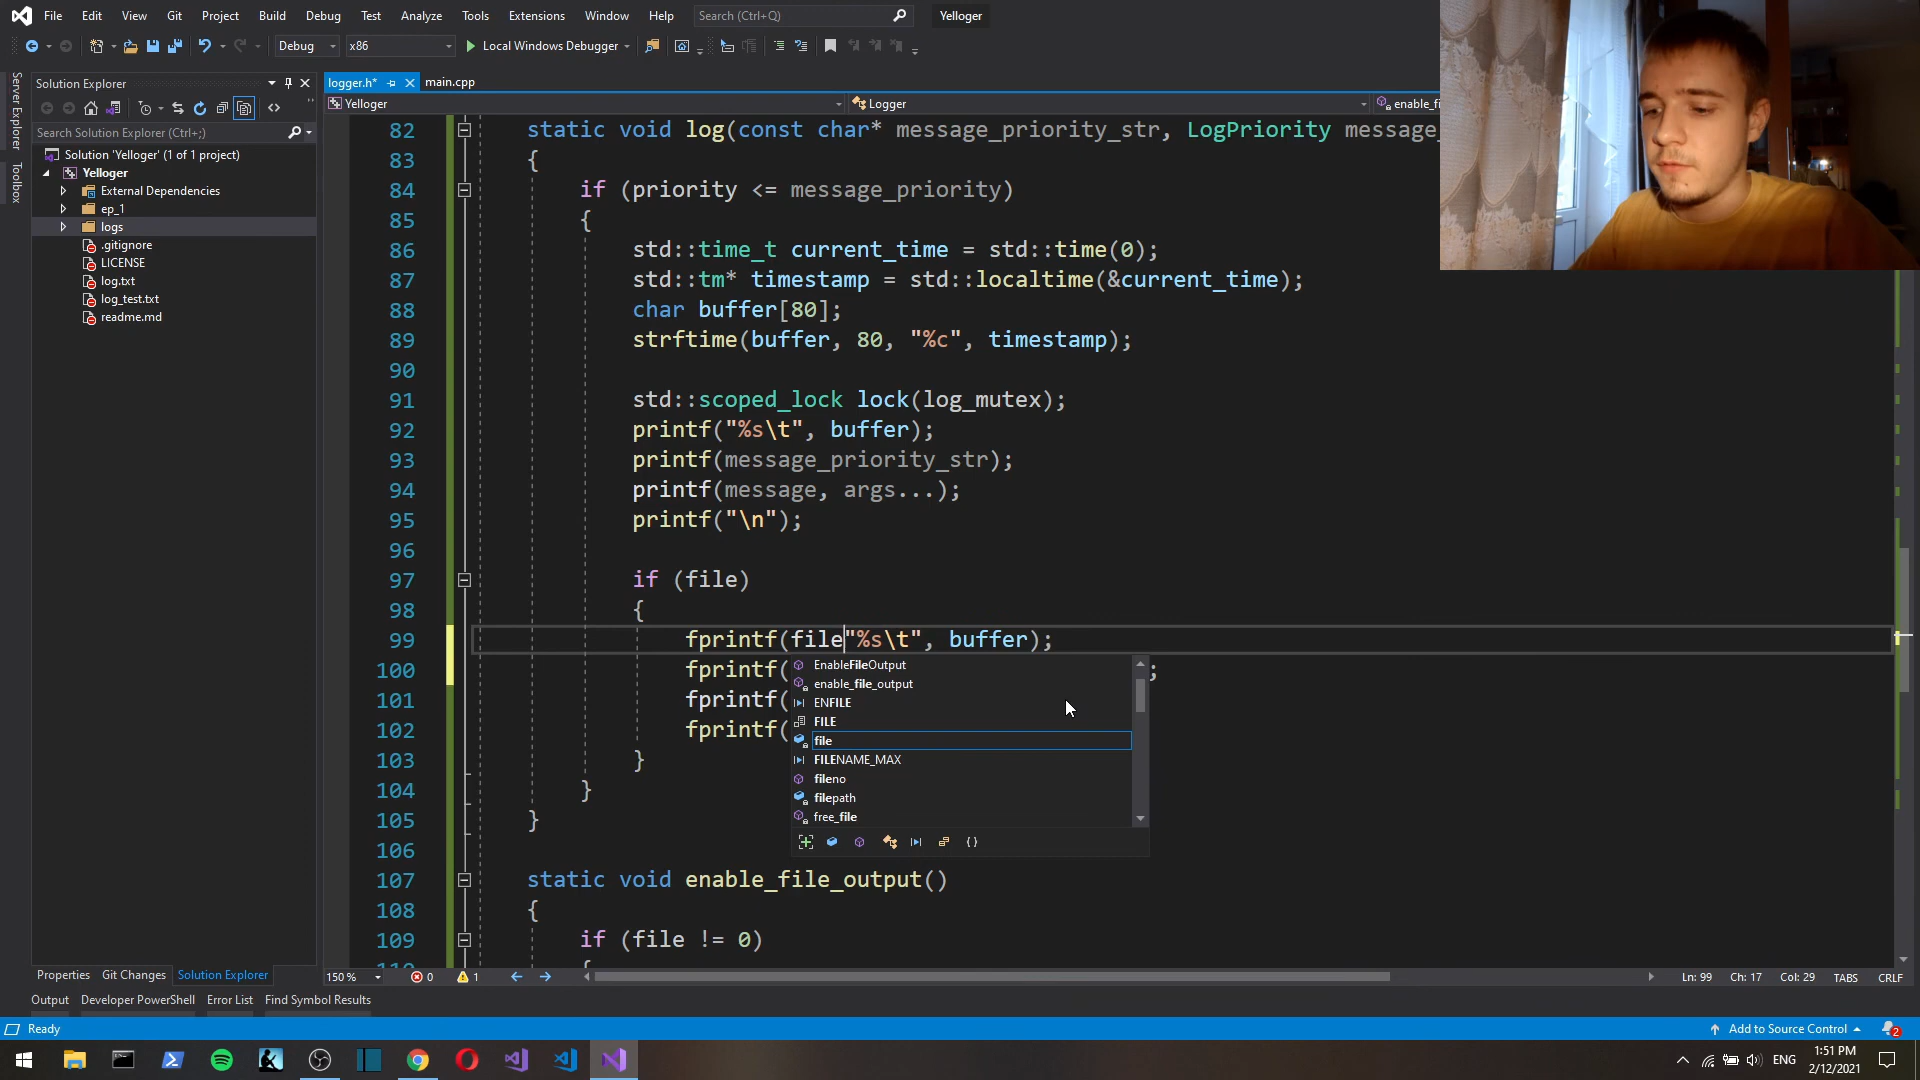 File Edit View Git Project Build Debug Test Analyze Tools Extensions Window Help Search (Ctrl+Q) Yelloger
Debug x86 Local Windows Debugger
Server Explorer
Toolbox
Solution Explorer
Search Solution Explorer (Ctrl+;)
Solution 'Yelloger' (1 of 1 project)
Yelloger
External Dependencies
ep_1
logs
.gitignore
LICENSE
log.txt
log_test.txt
readme.md
Properties Git Changes Solution Explorer
logger.h* main.cpp
Yelloger Logger enable_fi
82 static void log(const char* message_priority_str, LogPriority message_
83 {
84 if (priority <= message_priority)
85 {
86 std::time_t current_time = std::time(0);
87 std::tm* timestamp = std::localtime(&current_time);
88 char buffer[80];
89 strftime(buffer, 80, "%c", timestamp);
90
91 std::scoped_lock lock(log_mutex);
92 printf("%s\t", buffer);
93 printf(message_priority_str);
94 printf(message, args...);
95 printf("\n");
96
97 if (file)
98 {
99 fprintf(file"%s\t", buffer);
100 fprintf( ;
101 fprintf(
102 fprintf(
103 }
104 }
105 }
106
107 static void enable_file_output()
108 {
109 if (file != 0)
EnableFileOutput
enable_file_output
ENFILE
FILE
file
FILENAME_MAX
fileno
filepath
free_file
150 % 0 1 Ln: 99 Ch: 17 Col: 29 TABS CRLF
Output Developer PowerShell Error List Find Symbol Results
Ready Add to Source Control 2
ENG 1:51 PM
2/12/2021